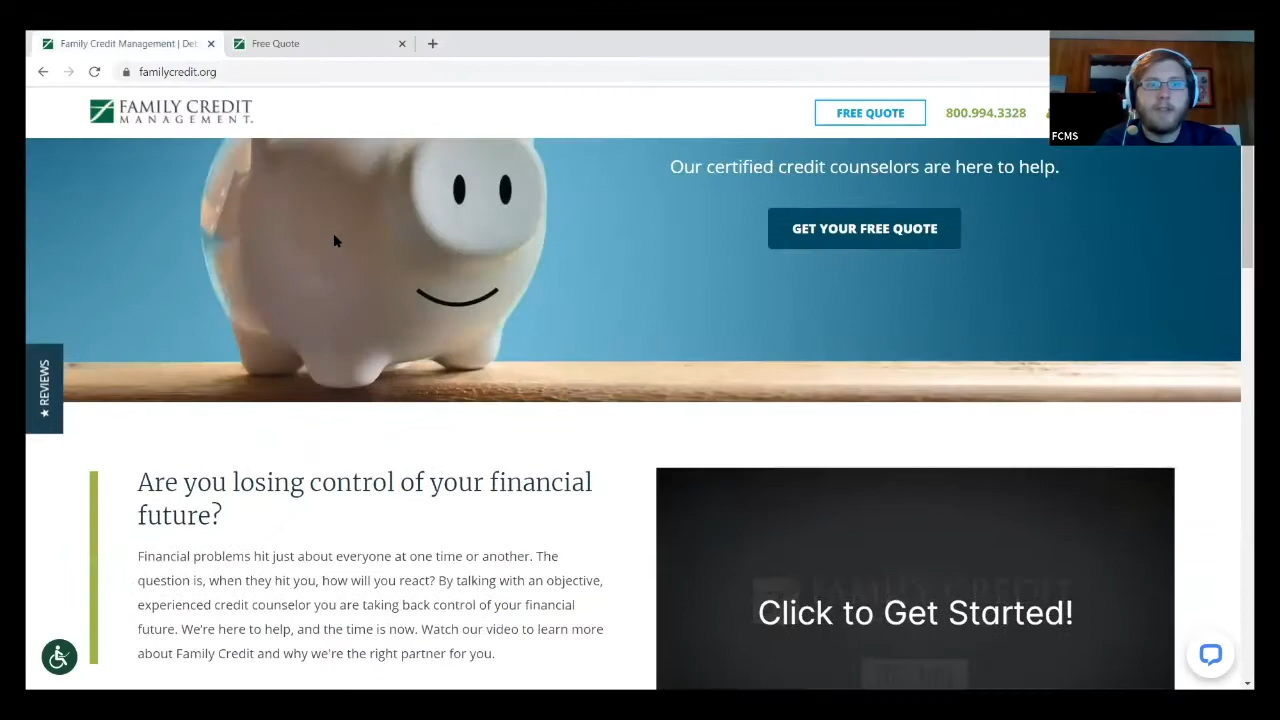 Family Credit Management | De
Free Quote
familycredit.org
FAMILY CREDIT
MANAGEMENT.
FREE QUOTE
800.994.3328
FCMS
Our certified credit counselors are here to help.
GET YOUR FREE QUOTE
★ REVIEWS
Are you losing control of your financial
future?
Financial problems hit just about everyone at one time or another. The
question is, when they hit you, how will you react? By talking with an objective,
experienced credit counselor you are taking back control of your financial
future. We're here to help, and the time is now. Watch our video to learn more
about Family Credit and why we're the right partner for you.
FAMILY CREDIT
Click to Get Started!